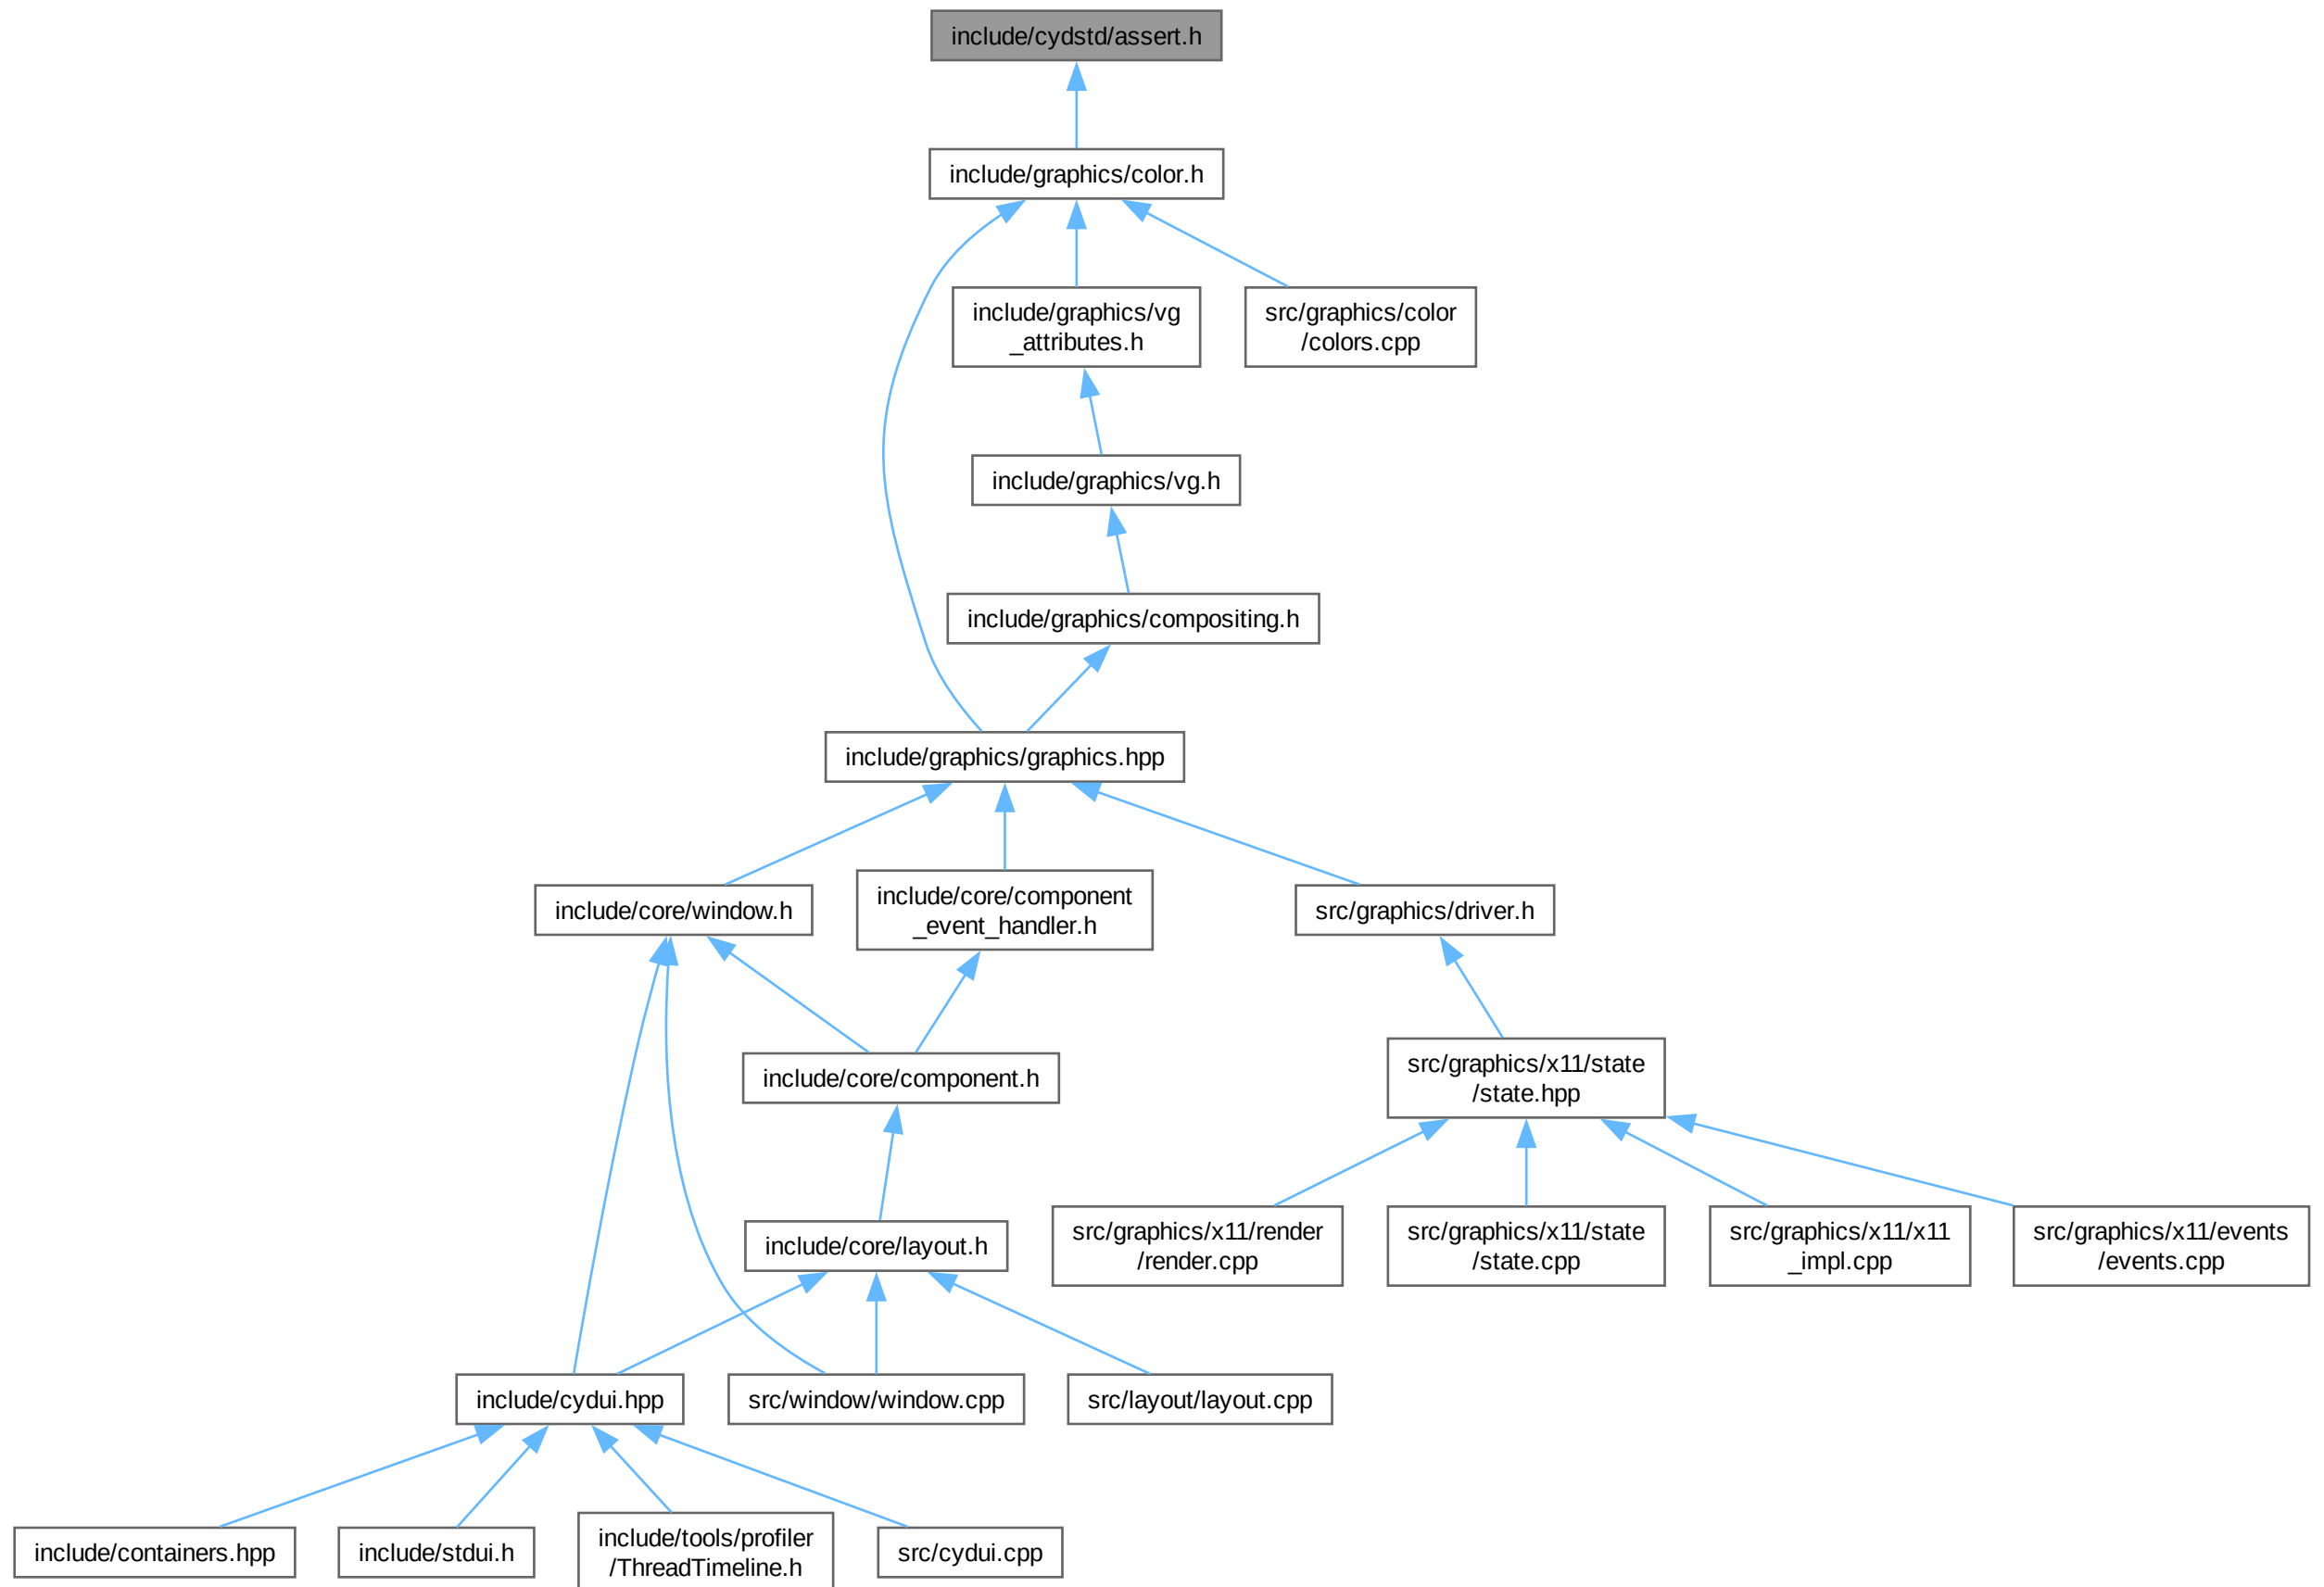 include/cydstd/assert.h
include/graphics/color.h
include/graphics/vg
_attributes.h
src/graphics/color
/colors.cpp
include/graphics/vg.h
include/graphics/compositing.h
include/graphics/graphics.hpp
include/core/window.h
include/core/component
_event_handler.h
src/graphics/driver.h
include/core/component.h
src/graphics/x11/state
/state.hpp
include/core/layout.h
src/graphics/x11/render
/render.cpp
src/graphics/x11/state
/state.cpp
src/graphics/x11/x11
_impl.cpp
src/graphics/x11/events
/events.cpp
include/cydui.hpp
src/window/window.cpp
src/layout/layout.cpp
include/containers.hpp
include/stdui.h
include/tools/profiler
/ThreadTimeline.h
src/cydui.cpp